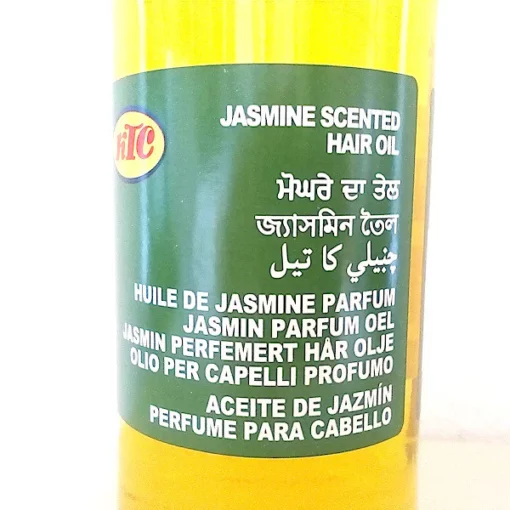 KTC
JASMINE SCENTED
HAIR OIL
ਮੋਘਰੇ ਦਾ ਤੇਲ
জ্যাসমিন তৈল
چنبیلي کا تیل
HUILE DE JASMINE PARFUM
JASMIN PARFUM OEL
JASMIN PERFEMERT HÅR OLJE
OLIO PER CAPELLI PROFUMO
ACEITE DE JAZMÍN
PERFUME PARA CABELLO